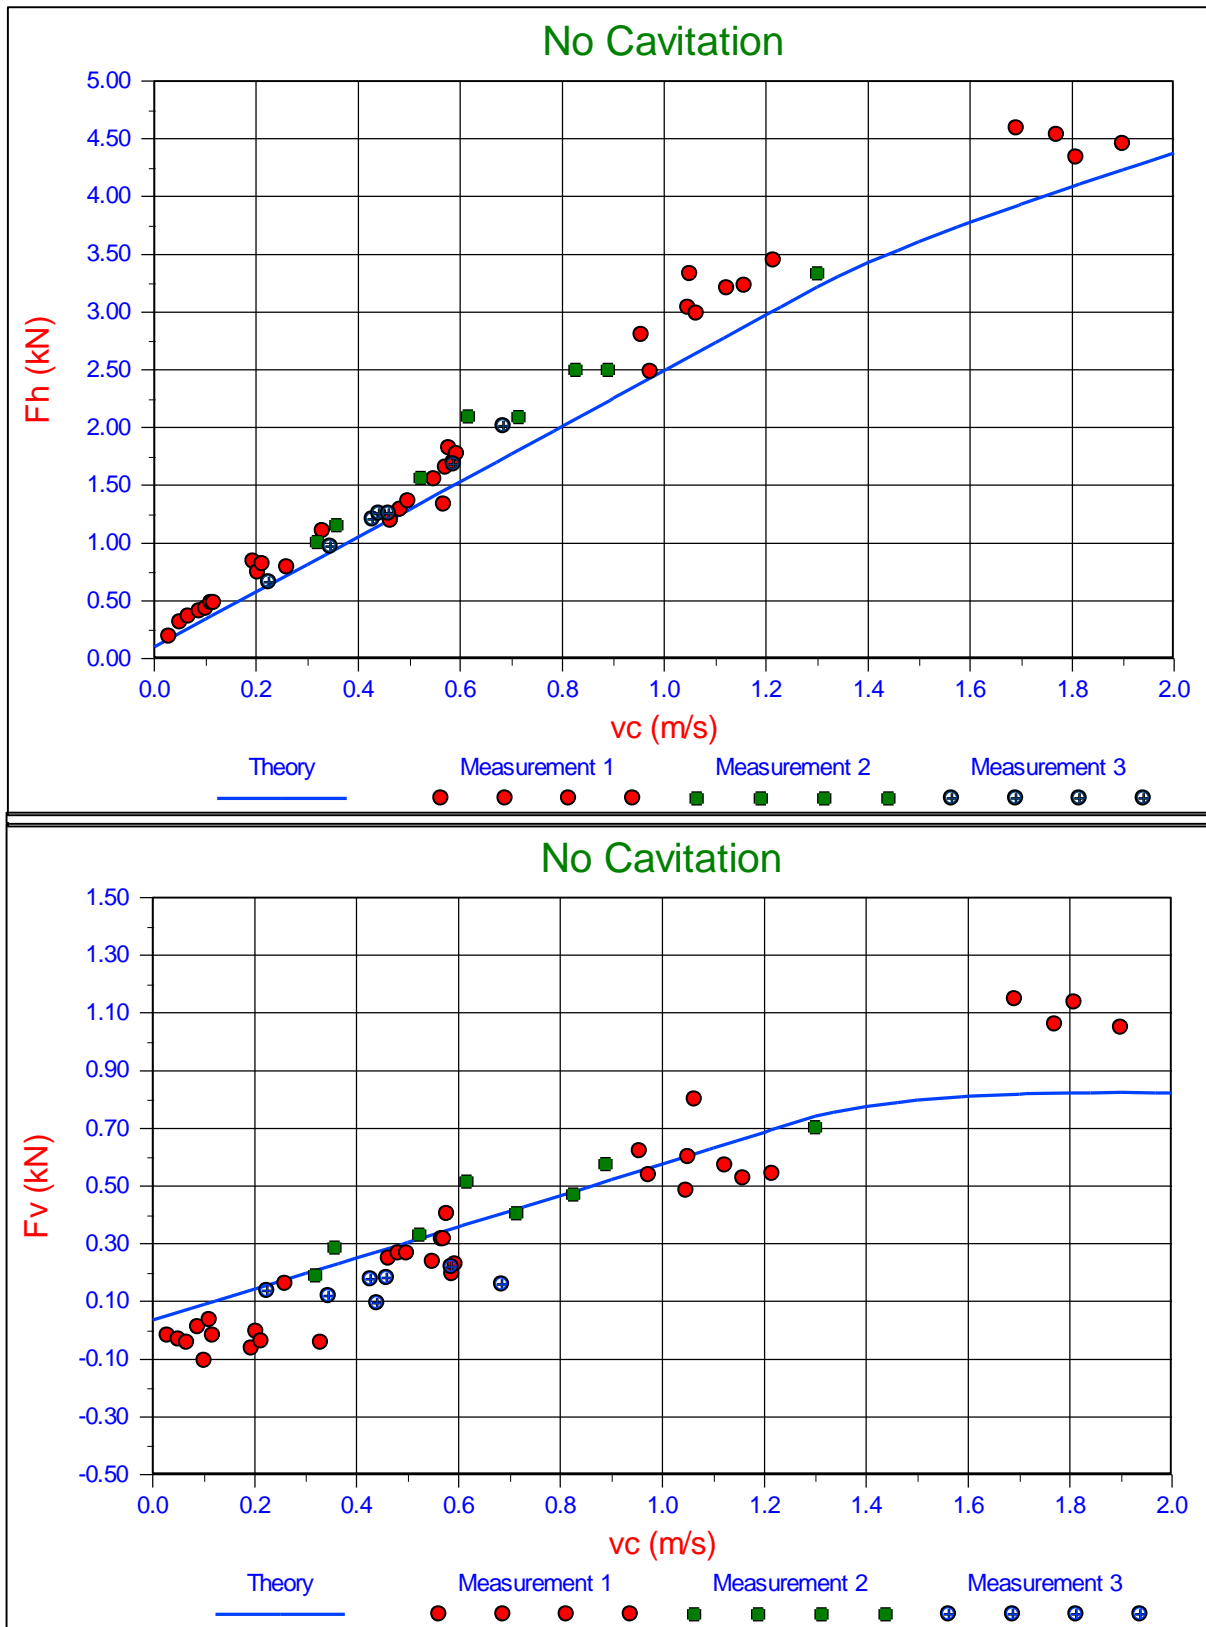 No Cavitation
5.00
4.50
4.00
3.50
3.00
2.50
2.00
1.50
1.00
0.50
0.00
Fh (kN)
0.0 0.2 0.4 0.6 0.8 1.0 1.2 1.4 1.6 1.8 2.0
vc (m/s)
Theory Measurement 1 Measurement 2 Measurement 3
No Cavitation
1.50
1.30
1.10
0.90
0.70
0.50
0.30
0.10
-0.10
-0.30
-0.50
Fv (kN)
0.0 0.2 0.4 0.6 0.8 1.0 1.2 1.4 1.6 1.8 2.0
vc (m/s)
Theory Measurement 1 Measurement 2 Measurement 3